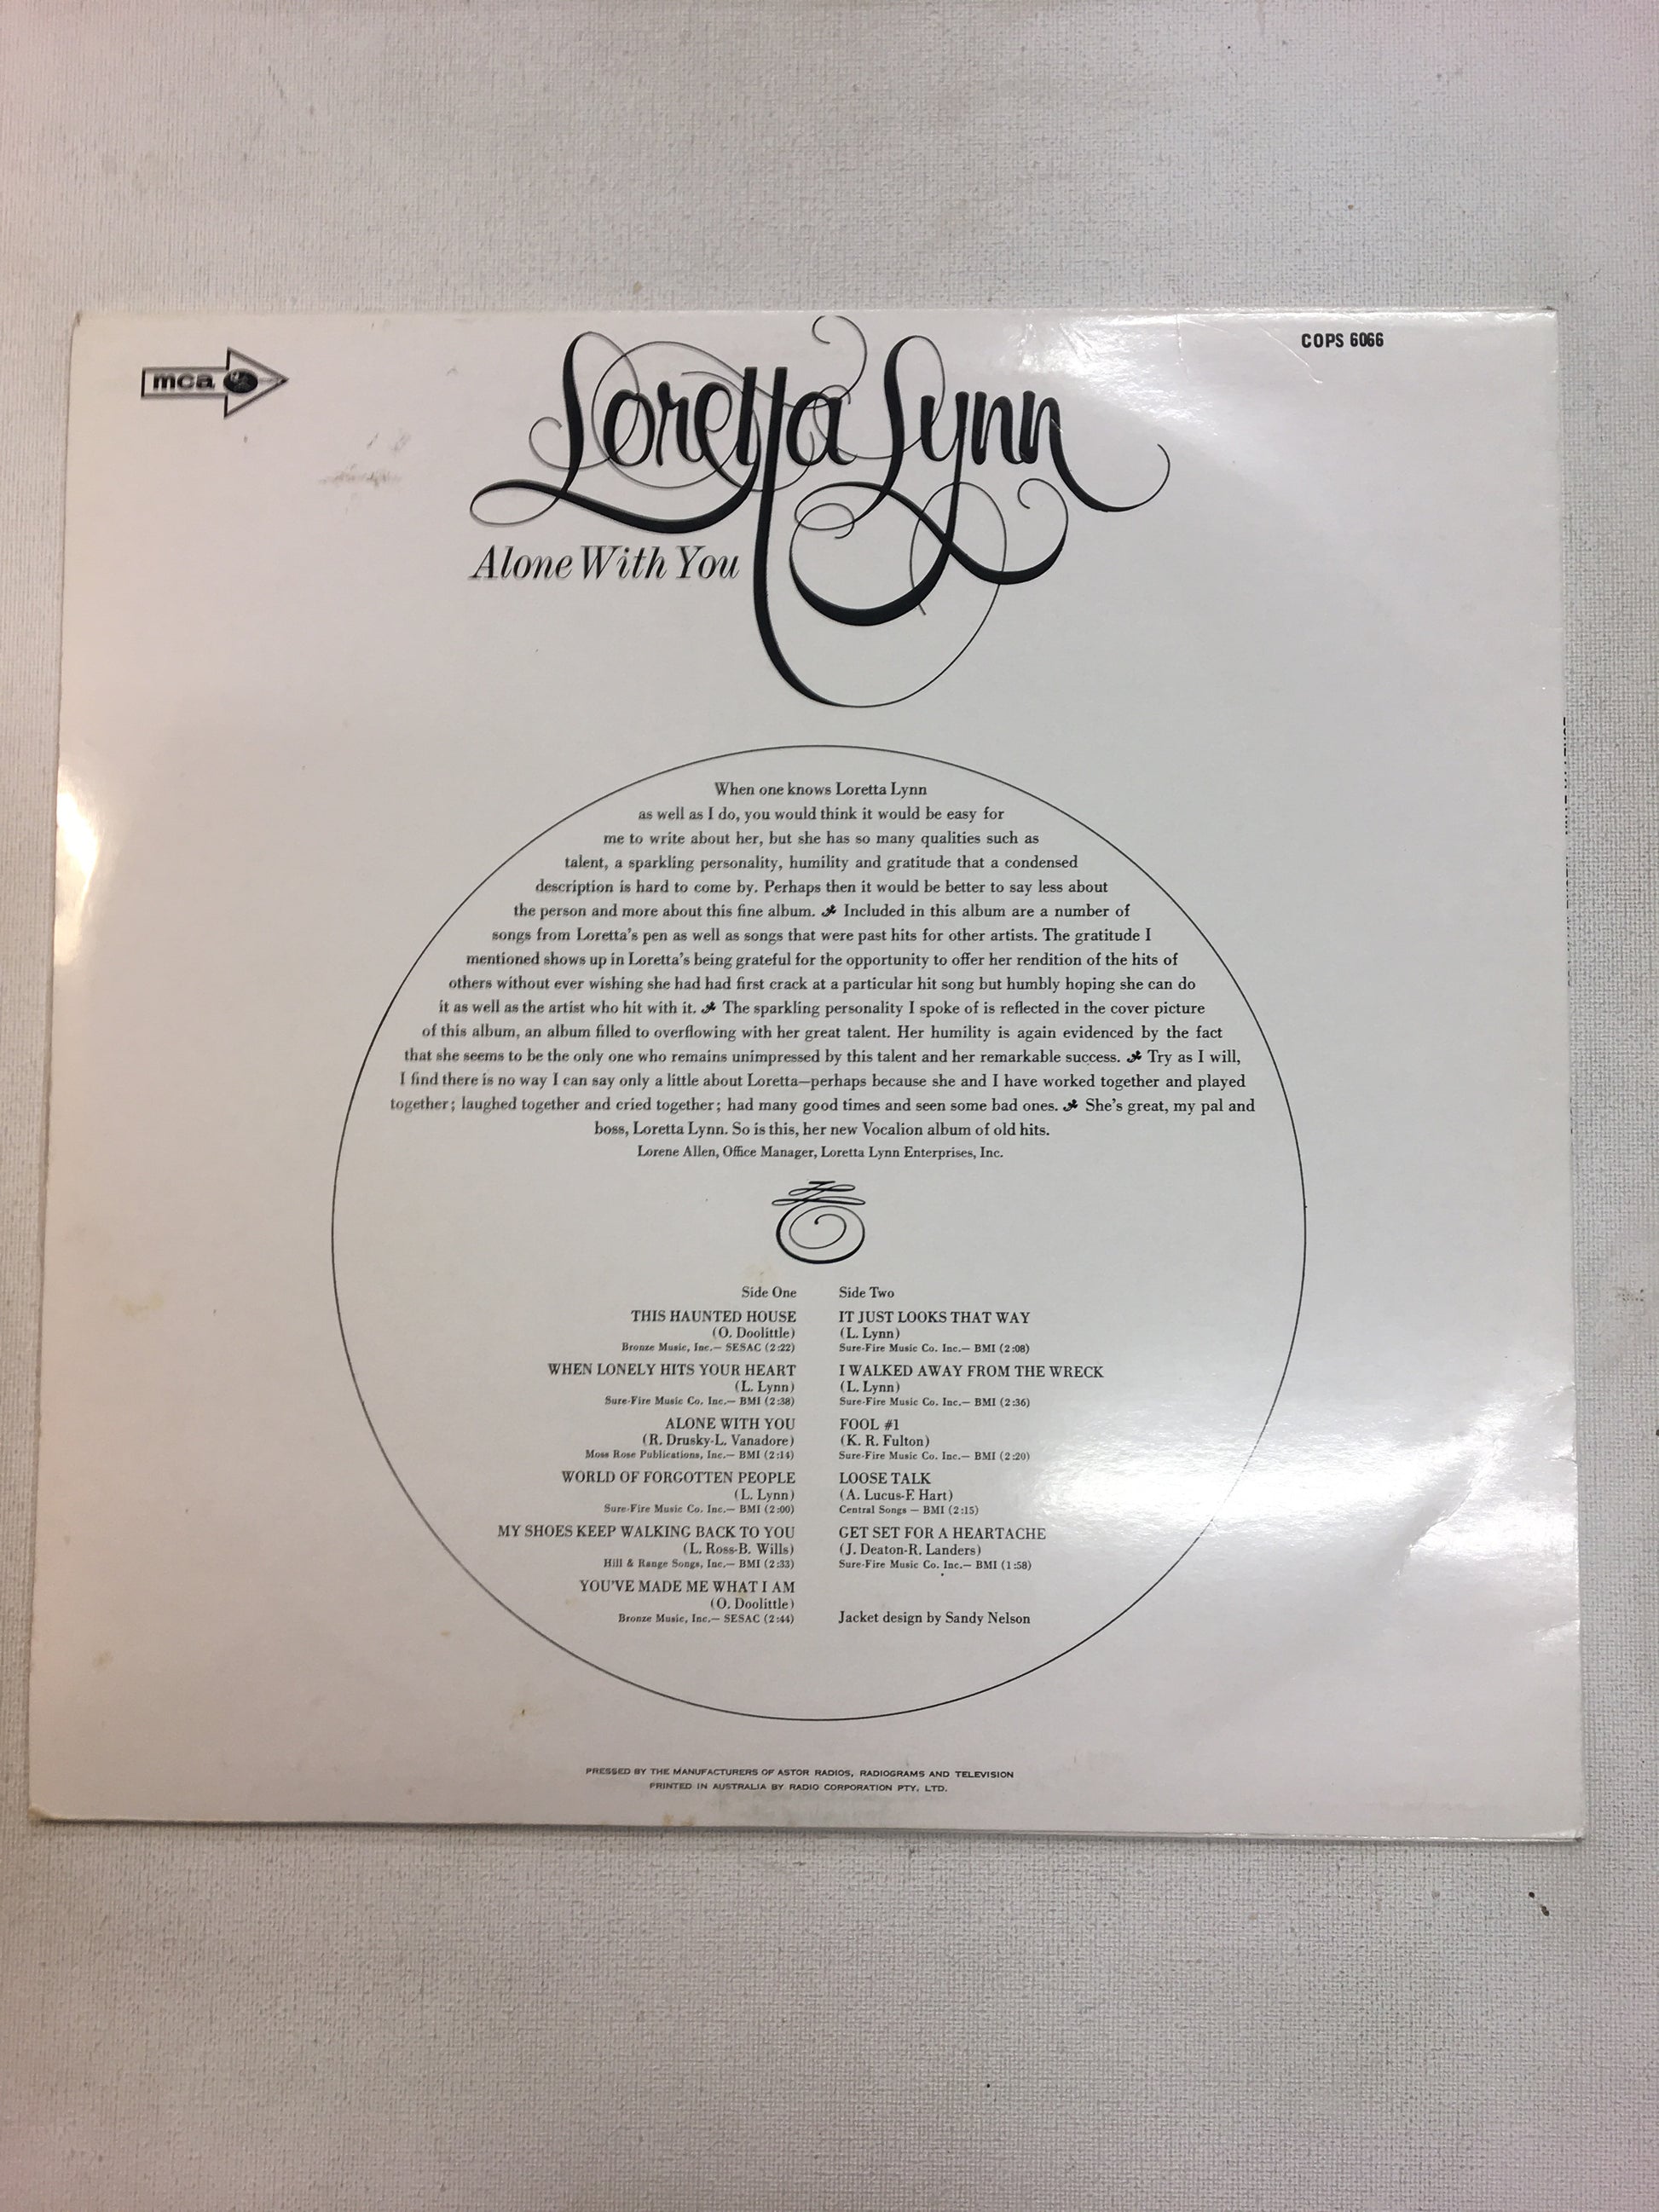 mca
COPS 6066
Loretta Lynn
Alone With You
When one knows Loretta Lynn
as well as I do, you would think it would be easy for
me to write about her, but she has so many qualities such as
talent, a sparkling personality, humility and gratitude that a condensed
description is hard to come by. Perhaps then it would be better to say less about
the person and more about this fine album. Included in this album are a number of
songs from Loretta's pen as well as songs that were past hits for other artists. The gratitude I
mentioned shows up in Loretta's being grateful for the opportunity to offer her rendition of the hits of
others without ever wishing she had had first crack at a particular hit song but humbly hoping she can do
it as well as the artist who hit with it. The sparkling personality I spoke of is reflected in the cover picture
of this album, an album filled to overflowing with her great talent. Her humility is again evidenced by the fact
that she seems to be the only one who remains unimpressed by this talent and her remarkable success. Try as I will,
I find there is no way I can say only a little about Loretta—perhaps because she and I have worked together and played
together; laughed together and cried together; had many good times and seen some bad ones. She's great, my pal and
boss, Loretta Lynn. So is this, her new Vocalion album of old hits.
Lorene Allen, Office Manager, Loretta Lynn Enterprises, Inc.
Side One
THIS HAUNTED HOUSE
(O. Doolittle)
Bronze Music, Inc.— SESAC (2:22)
WHEN LONELY HITS YOUR HEART
(L. Lynn)
Sure-Fire Music Co. Inc.— BMI (2:38)
ALONE WITH YOU
(R. Drusky-L. Vanadore)
Moss Rose Publications, Inc.— BMI (2:14)
WORLD OF FORGOTTEN PEOPLE
(L. Lynn)
Sure-Fire Music Co. Inc.— BMI (2:00)
MY SHOES KEEP WALKING BACK TO YOU
(L. Ross-B. Wills)
Hill & Range Songs, Inc.— BMI (2:33)
YOU'VE MADE ME WHAT I AM
(O. Doolittle)
Bronze Music, Inc.— SESAC (2:44)
Side Two
IT JUST LOOKS THAT WAY
(L. Lynn)
Sure-Fire Music Co. Inc.— BMI (2:08)
I WALKED AWAY FROM THE WRECK
(L. Lynn)
Sure-Fire Music Co. Inc.— BMI (2:36)
FOOL #1
(K. R. Fulton)
Sure-Fire Music Co. Inc.— BMI (2:20)
LOOSE TALK
(A. Lucus-F. Hart)
Central Songs — BMI (2:15)
GET SET FOR A HEARTACHE
(J. Deaton-R. Landers)
Sure-Fire Music Co. Inc.— BMI (1:58)
Jacket design by Sandy Nelson
PRESSED BY THE MANUFACTURERS OF ASTOR RADIOS, RADIOGRAMS AND TELEVISION
PRINTED IN AUSTRALIA BY RADIO CORPORATION PTY. LTD.